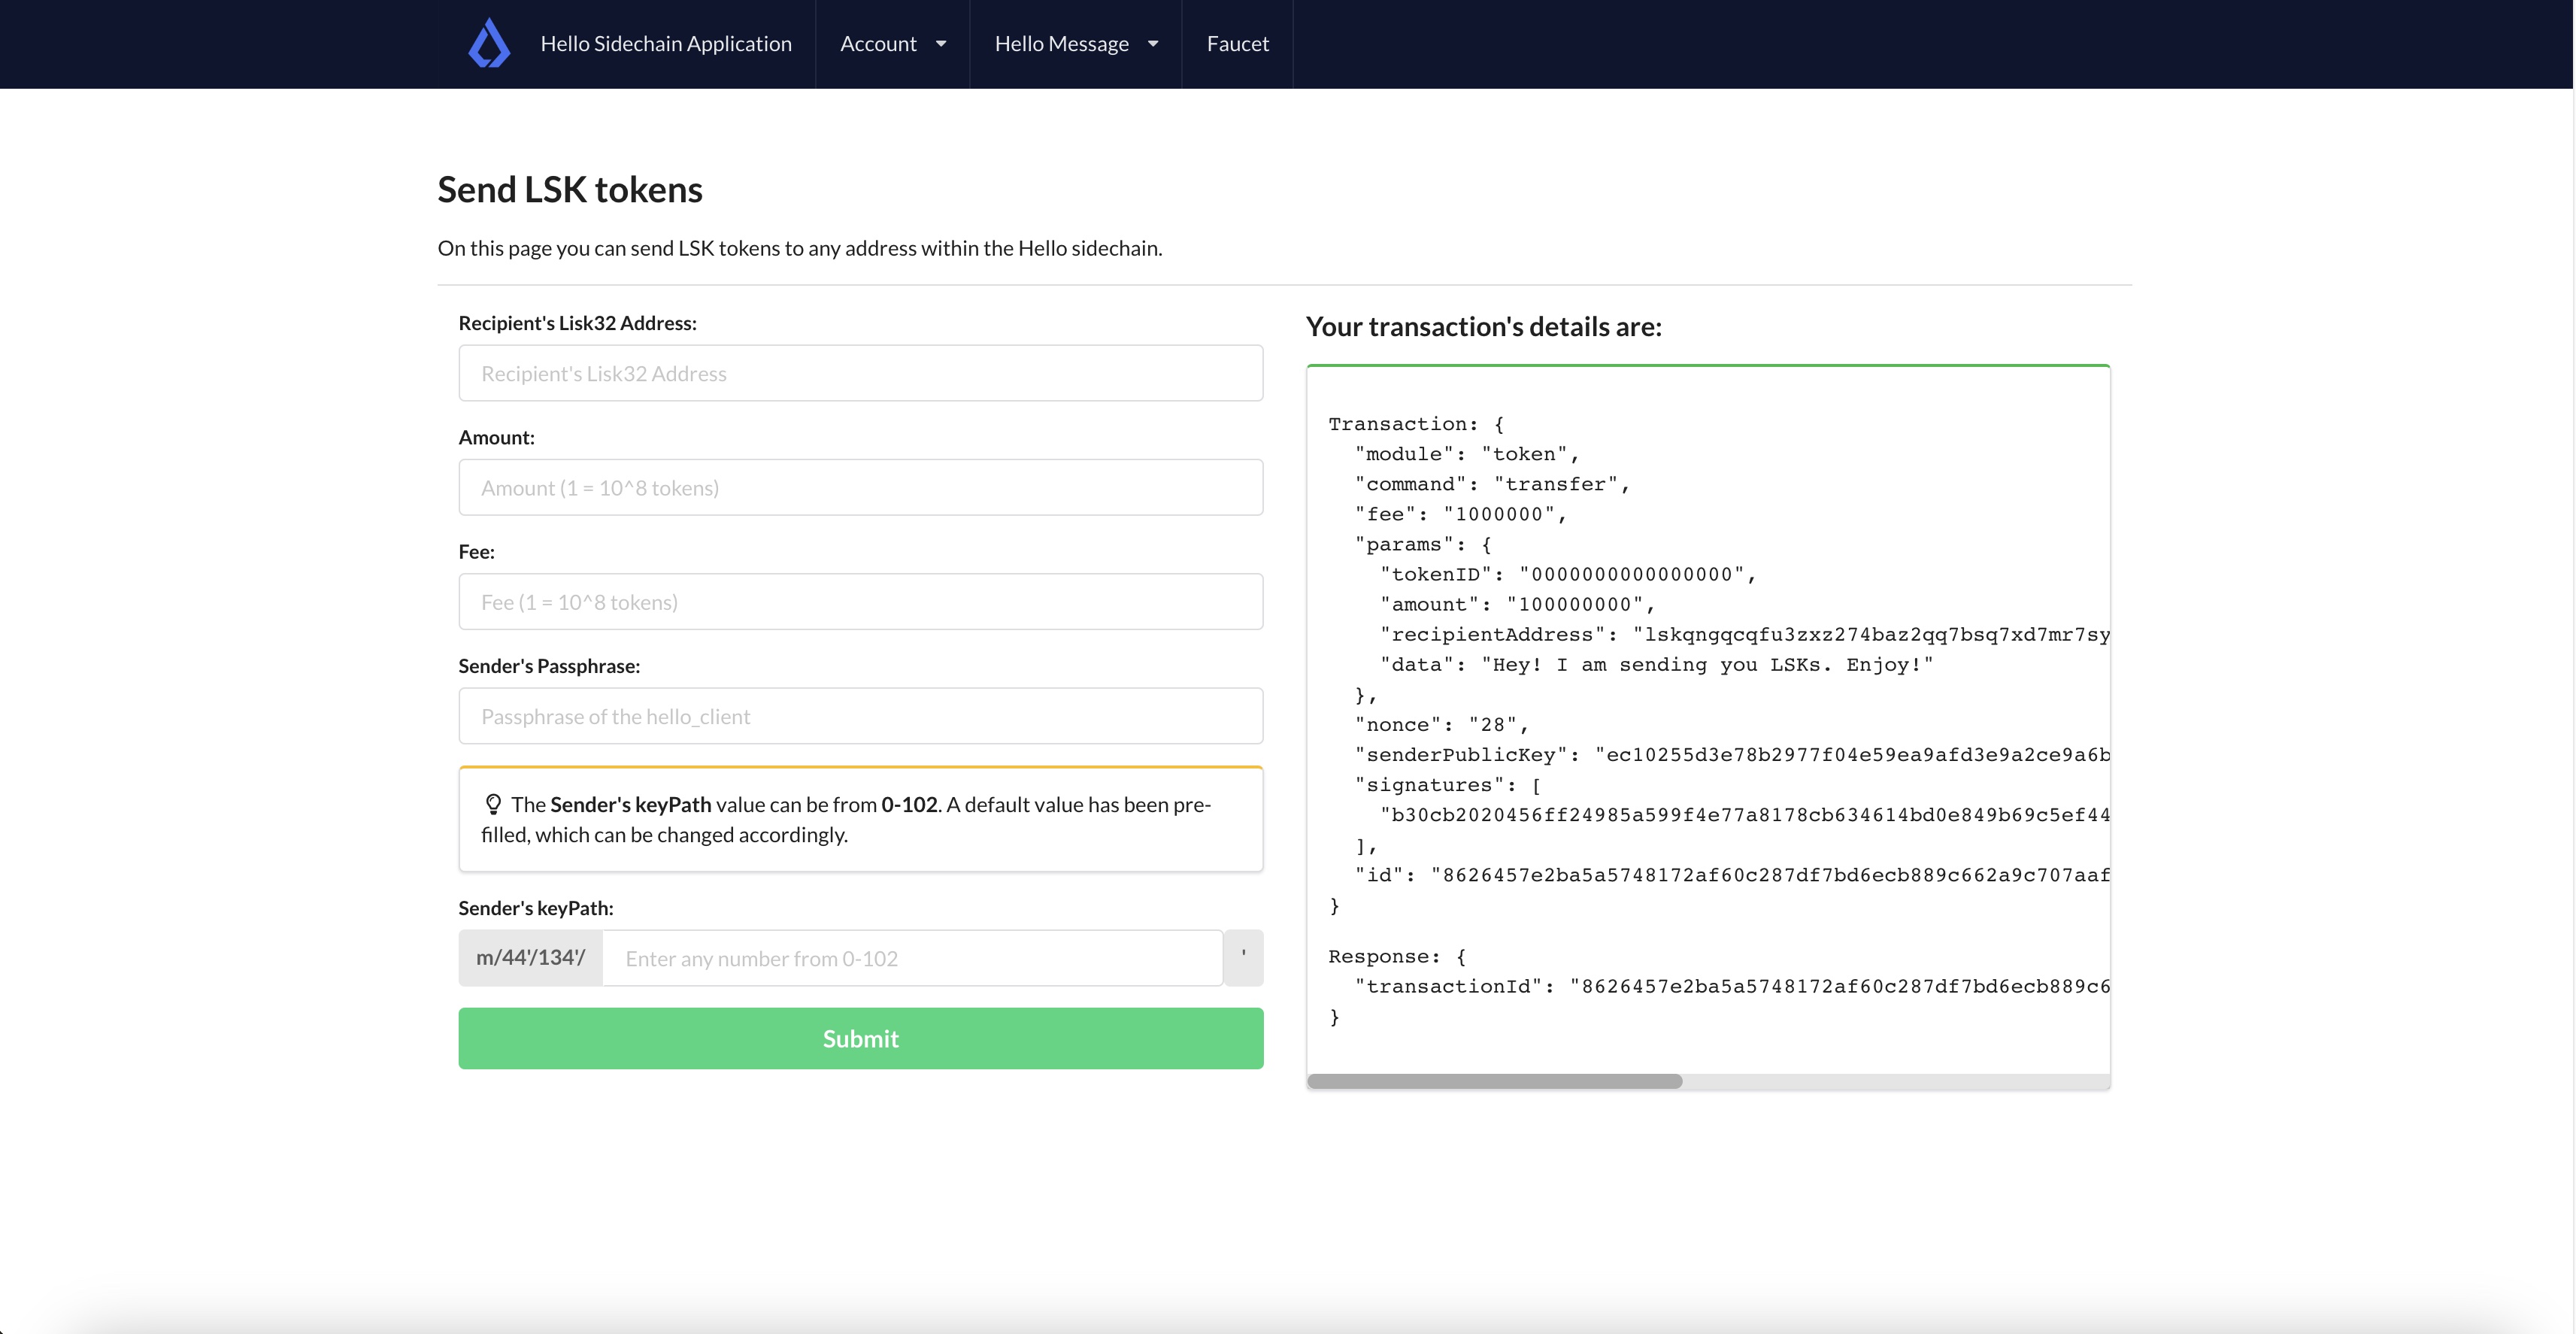 Hello Sidechain Application Account Hello Message Faucet
Send LSK tokens
On this page you can send LSK tokens to any address within the Hello sidechain.
Recipient's Lisk32 Address:
Recipient's Lisk32 Address
Amount:
Amount (1 = 10^8 tokens)
Fee:
Fee (1 = 10^8 tokens)
Sender's Passphrase:
Passphrase of the hello_client
The Sender's keyPath value can be from 0-102. A default value has been pre-
filled, which can be changed accordingly.
Sender's keyPath:
m/44'/134'/ Enter any number from 0-102 '
Submit
Your transaction's details are:
Transaction: {
"module": "token",
"command": "transfer",
"fee": "1000000",
"params": {
"tokenID": "0000000000000000",
"amount": "100000000",
"recipientAddress": "lskqngqcqfu3zxz274baz2qq7bsq7xd7mr7sy
"data": "Hey! I am sending you LSKs. Enjoy!"
},
"nonce": "28",
"senderPublicKey": "ec10255d3e78b2977f04e59ea9afd3e9a2ce9a6b
"signatures": [
"b30cb2020456ff24985a599f4e77a8178cb634614bd0e849b69c5ef44
],
"id": "8626457e2ba5a5748172af60c287df7bd6ecb889c662a9c707aaf
}
Response: {
"transactionId": "8626457e2ba5a5748172af60c287df7bd6ecb889c6
}